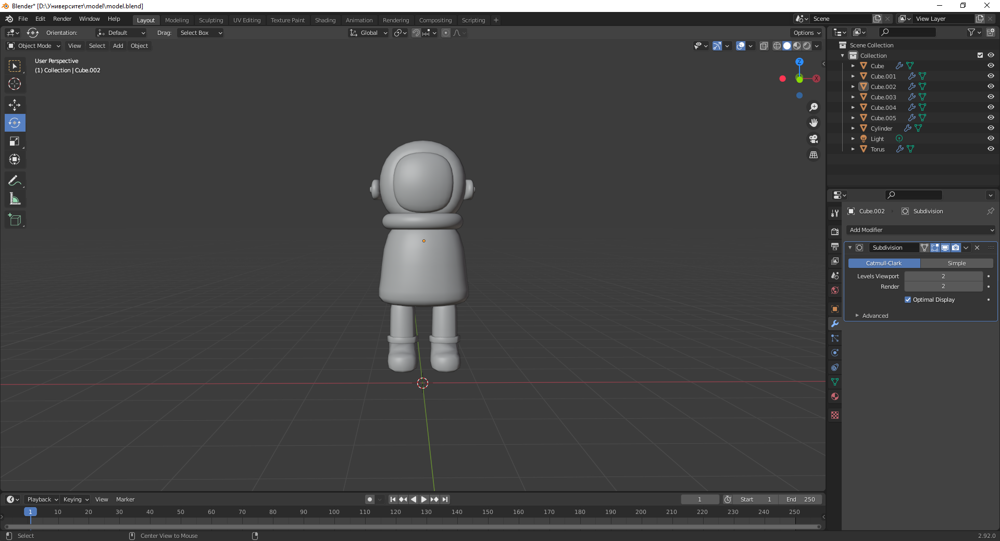 Blender* [D:\Университет\model\model.blend]
File Edit Render Window Help
Layout Modeling Sculpting UV Editing Texture Paint Shading Animation Rendering Compositing Scripting +
Scene
View Layer
Orientation: Default Drag: Select Box
Global
Options
Object Mode View Select Add Object
User Perspective
(1) Collection | Cube.002
Z
X
Scene Collection
Collection
Cube
Cube.001
Cube.002
Cube.003
Cube.004
Cube.005
Cylinder
Light
Torus
Cube.002 Subdivision
Add Modifier
Subdivision
Catmull-Clark Simple
Levels Viewport 2
Render 2
Optimal Display
Advanced
Playback Keying View Marker
1 Start 1 End 250
1 10 20 30 40 50 60 70 80 90 100 110 120 130 140 150 160 170 180 190 200 210 220 230 240 250
Select Center View to Mouse
2.92.0